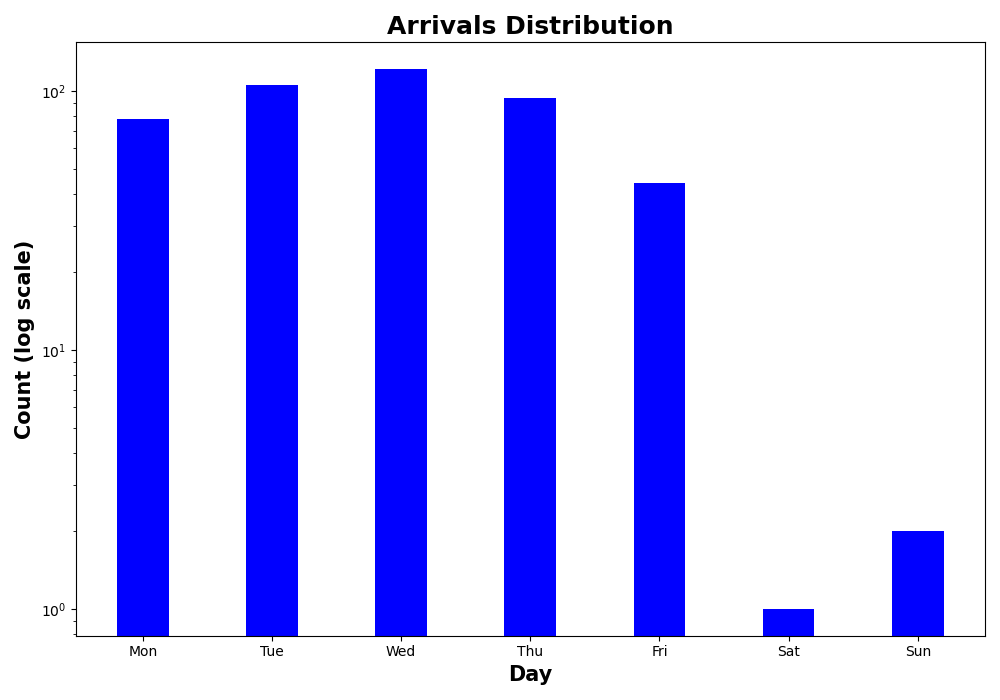 Arrivals Distribution
Count (log scale)
10²
10¹
10⁰
Mon Tue Wed Thu Fri Sat Sun
Day